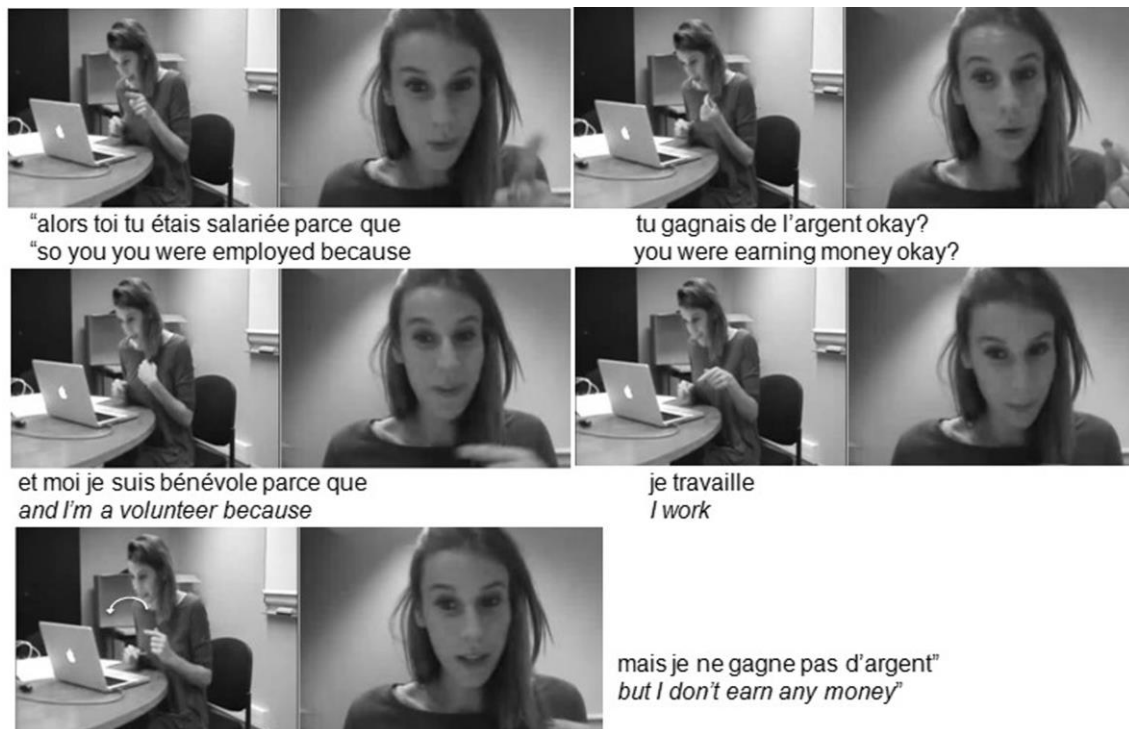 “alors toi tu étais salariée parce que
“so you you were employed because
tu gagnais de l’argent okay?
you were earning money okay?
et moi je suis bénévole parce que
and I’m a volunteer because
je travaille
I work
mais je ne gagne pas d’argent”
but I don’t earn any money”